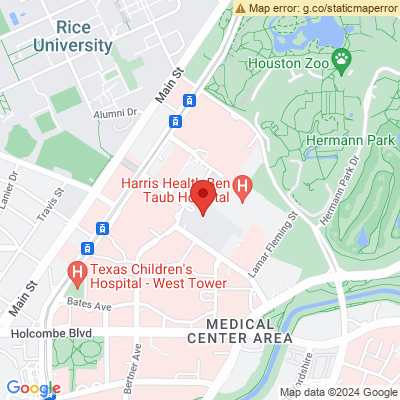 Map error: g.co/staticmaperror
Rice
University
Main St
Houston Zoo
Alumni Dr
Hermann Park
Harris Health Ben
Taub Hospital
Hermann Park Dr
Lanier Dr
Travis St
Lamar Fleming St
Texas Children's
Hospital - West Tower
Main St
Bates Ave
Holcombe Blvd
MEDICAL
CENTER AREA
Bertner Ave
Google
Map data ©2024 Google